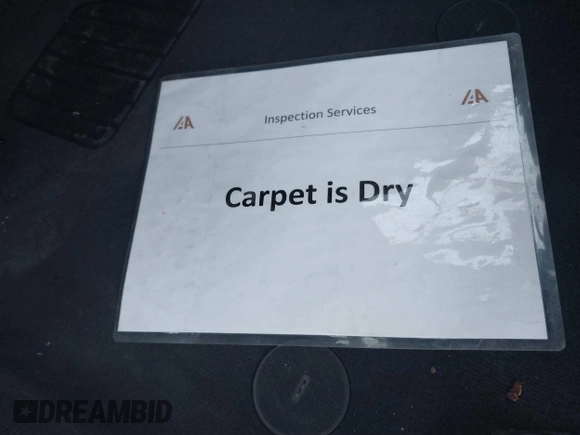 IAA Inspection Services IAA
Carpet is Dry
DREAMBID